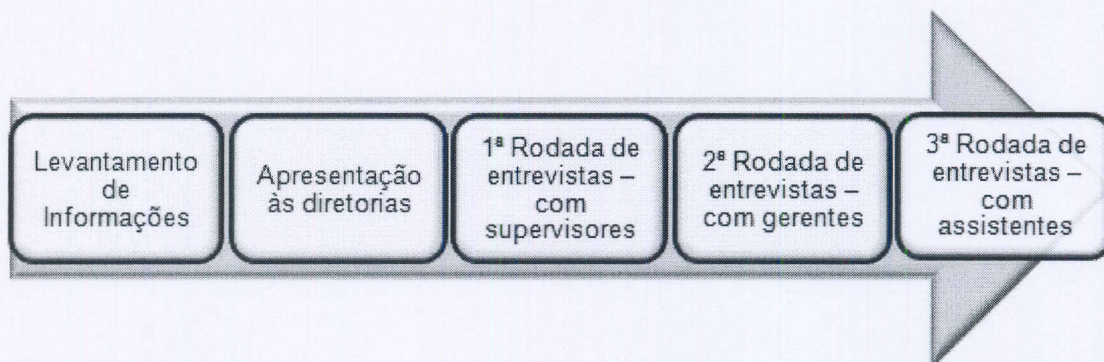 Levantamento
de
Informações
Apresentação
às diretorias
1ª Rodada de
entrevistas –
com
supervisores
2ª Rodada de
entrevistas –
com gerentes
3ª Rodada de
entrevistas –
com
assistentes